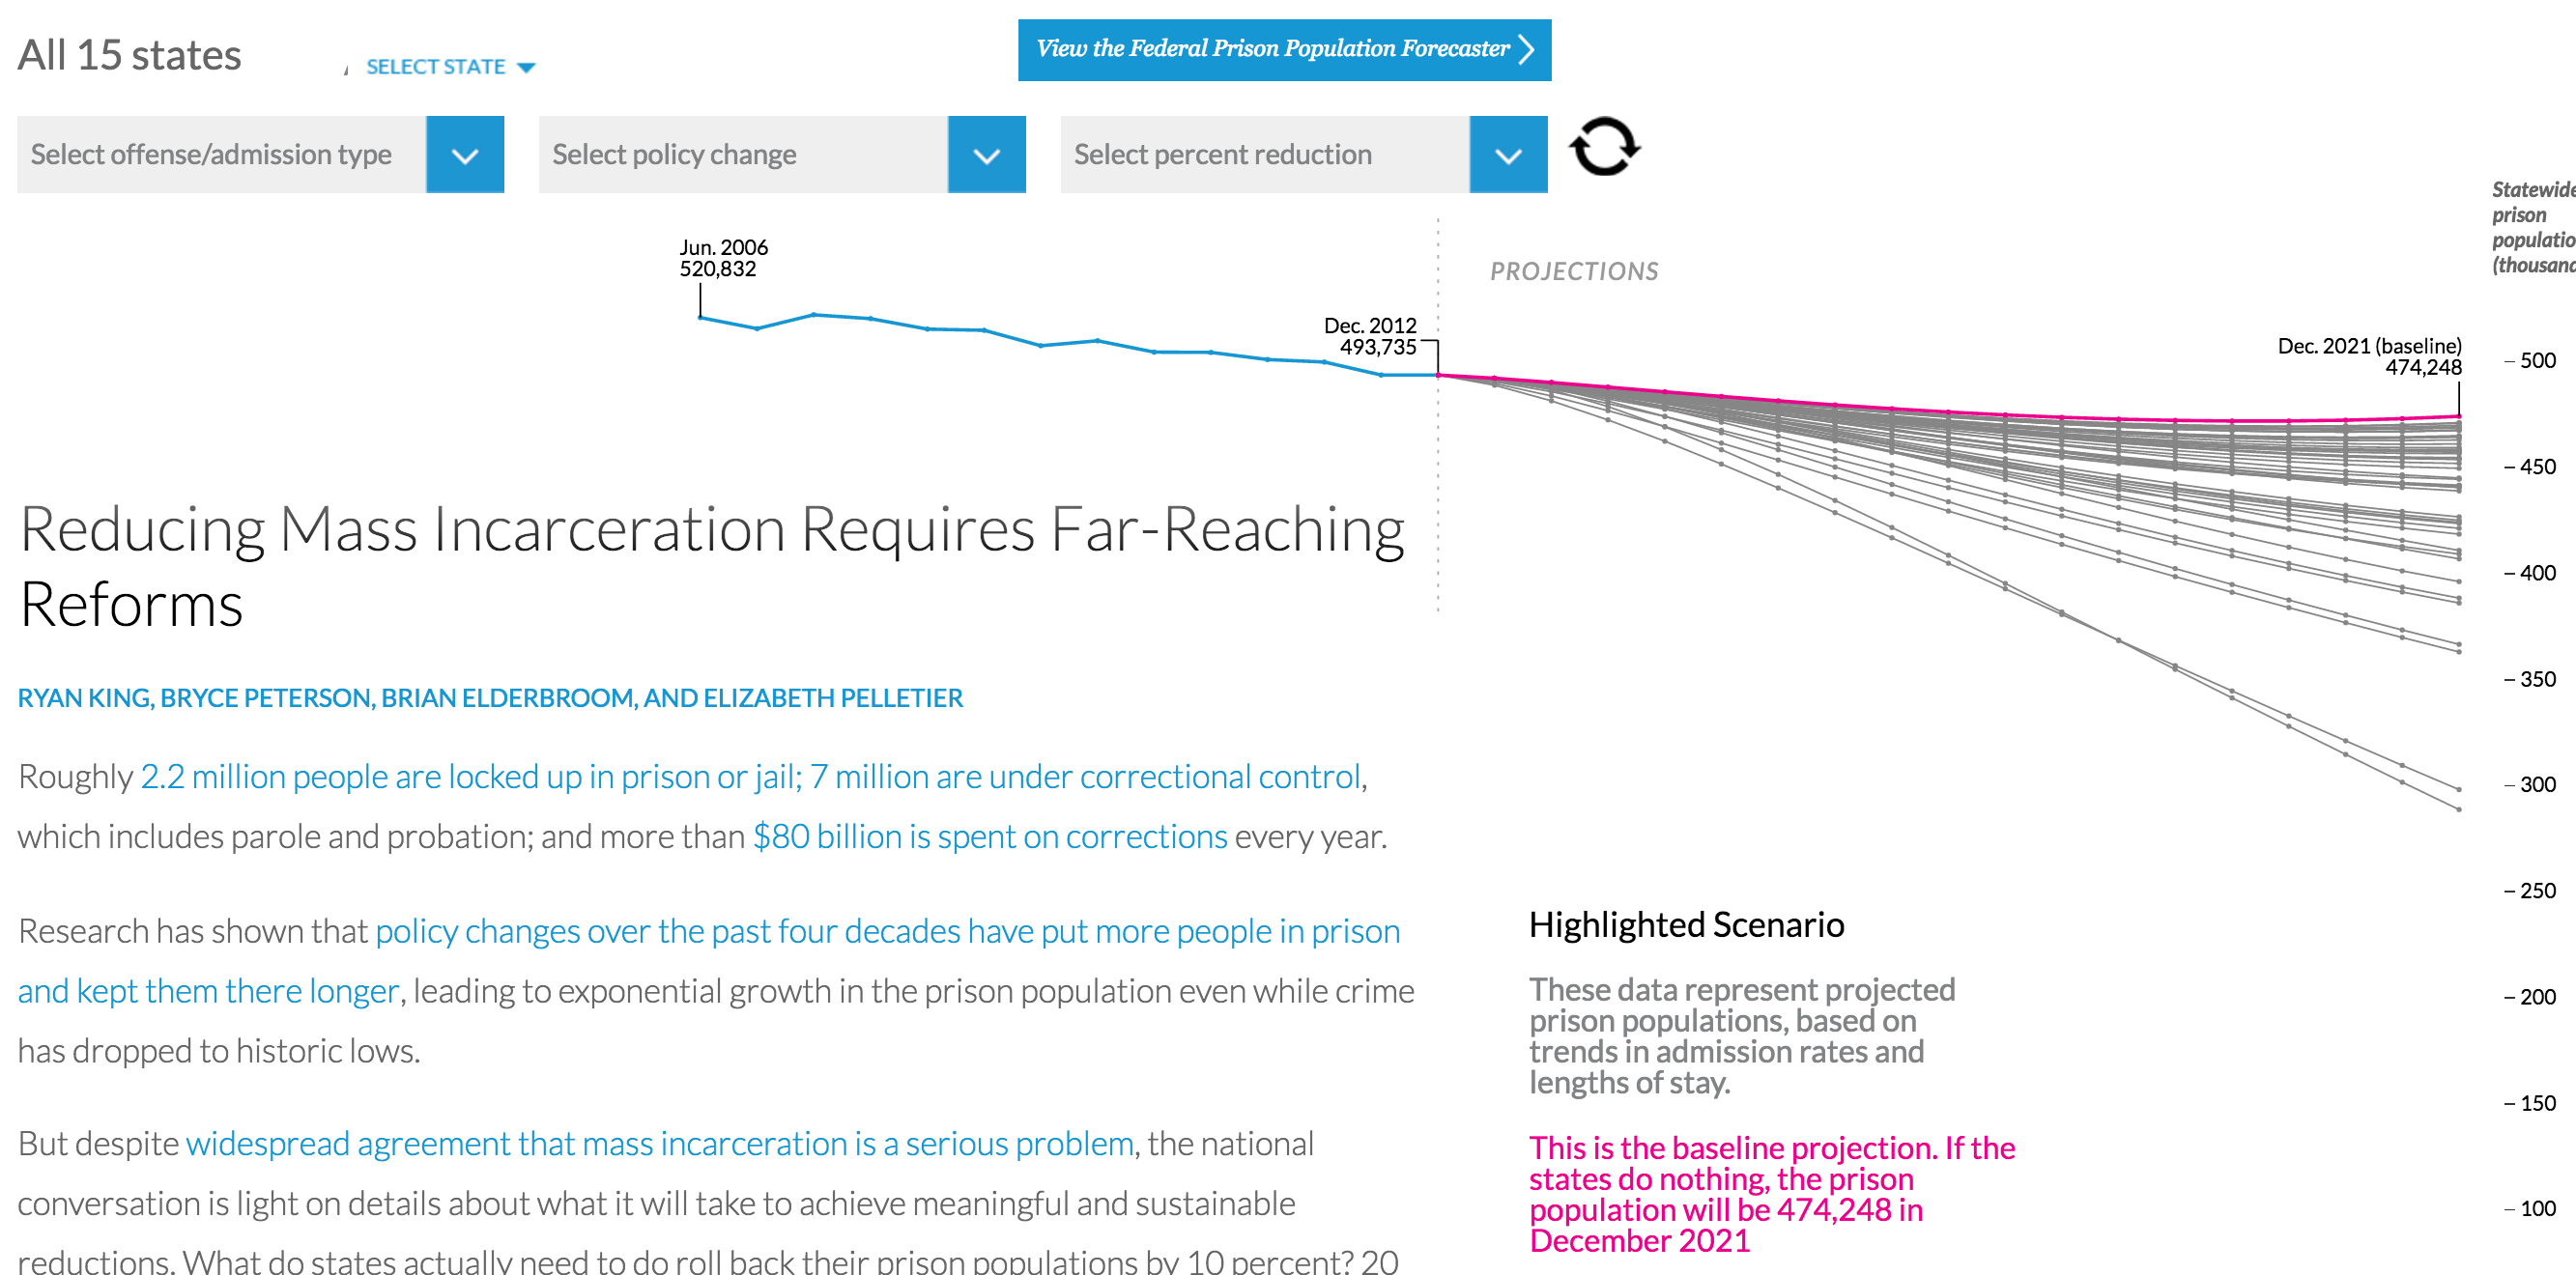 All 15 states
SELECT STATE
View the Federal Prison Population Forecaster
Select offense/admission type
Select policy change
Select percent reduction
Statewide
prison
populatio
(thousand
Jun. 2006
520,832
PROJECTIONS
Dec. 2012
493,735
Dec. 2021 (baseline)
474,248
500
450
400
350
300
250
200
150
100
Reducing Mass Incarceration Requires Far-Reaching
Reforms
RYAN KING, BRYCE PETERSON, BRIAN ELDERBROOM, AND ELIZABETH PELLETIER
Roughly 2.2 million people are locked up in prison or jail; 7 million are under correctional control,
which includes parole and probation; and more than $80 billion is spent on corrections every year.
Research has shown that policy changes over the past four decades have put more people in prison
and kept them there longer, leading to exponential growth in the prison population even while crime
has dropped to historic lows.
But despite widespread agreement that mass incarceration is a serious problem, the national
conversation is light on details about what it will take to achieve meaningful and sustainable
reductions. What do states actually need to do roll back their prison populations by 10 percent? 20
Highlighted Scenario
These data represent projected
prison populations, based on
trends in admission rates and
lengths of stay.
This is the baseline projection. If the
states do nothing, the prison
population will be 474,248 in
December 2021